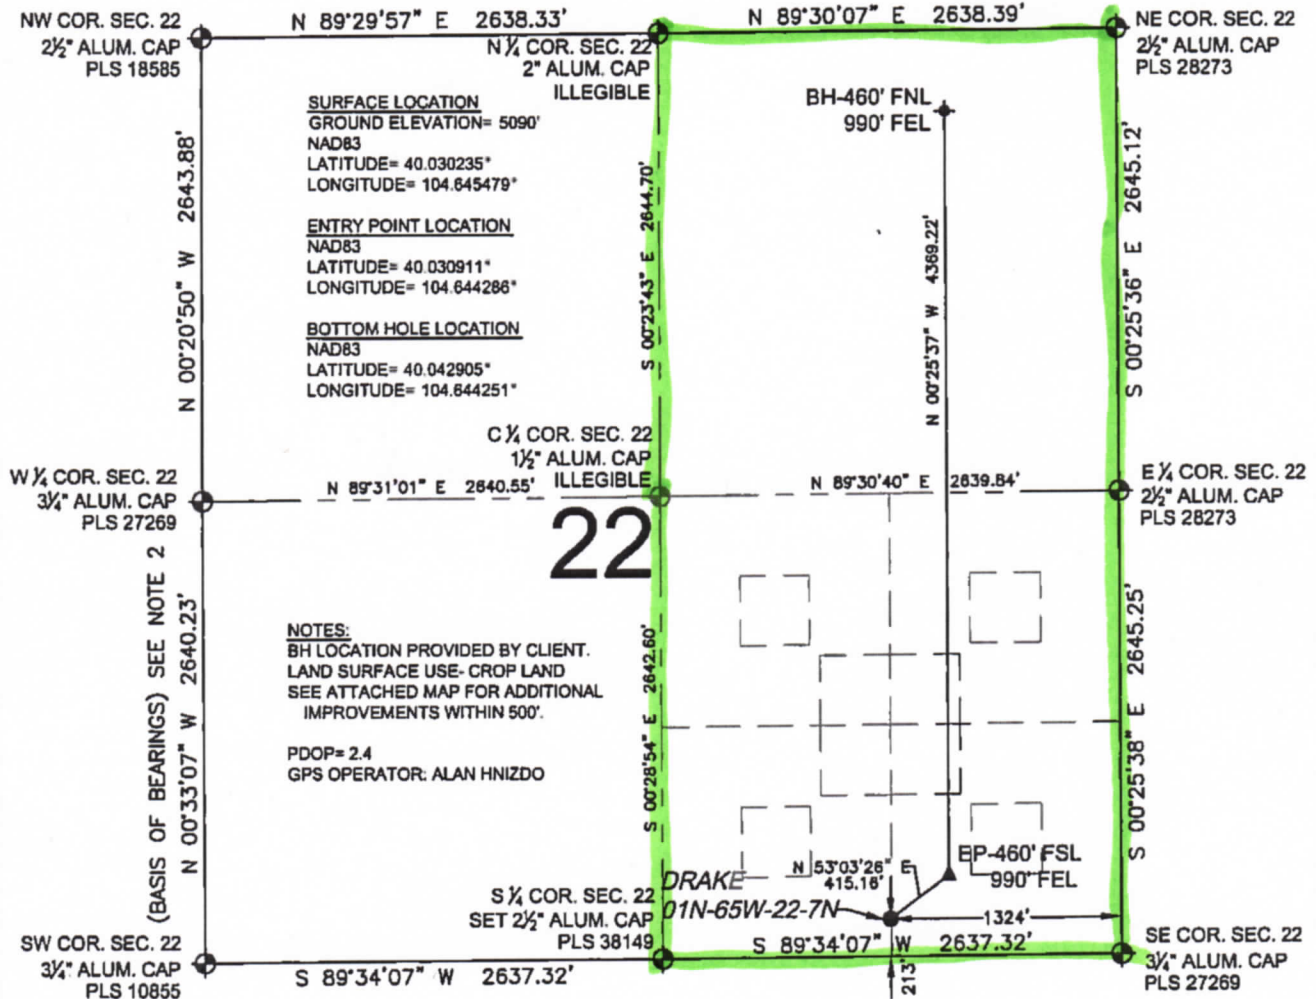 NW COR. SEC. 22
2½" ALUM. CAP
PLS 18585
N 89°29'57" E 2638.33'
N ¼ COR. SEC. 22
2" ALUM. CAP
ILLEGIBLE
N 89°30'07" E 2638.39'
NE COR. SEC. 22
2½" ALUM. CAP
PLS 28273
SURFACE LOCATION
GROUND ELEVATION= 5090'
NAD83
LATITUDE= 40.030235°
LONGITUDE= 104.645479°
ENTRY POINT LOCATION
NAD83
LATITUDE= 40.030911°
LONGITUDE= 104.644286°
BOTTOM HOLE LOCATION
NAD83
LATITUDE= 40.042905°
LONGITUDE= 104.644251°
BH-460' FNL
990' FEL
N 00°20'50" W 2643.88'
S 00°23'43" E 2644.70'
N 00°25'37" W 4369.22'
S 00°25'36" E 2645.12'
W ¼ COR. SEC. 22
3¼" ALUM. CAP
PLS 27269
N 89°31'01" E 2640.55'
C ¼ COR. SEC. 22
1½" ALUM. CAP
ILLEGIBLE
N 89°30'40" E 2639.84'
E ¼ COR. SEC. 22
2½" ALUM. CAP
PLS 28273
22
(BASIS OF BEARINGS) SEE NOTE 2
N 00°33'07" W 2640.23'
NOTES:
BH LOCATION PROVIDED BY CLIENT.
LAND SURFACE USE- CROP LAND
SEE ATTACHED MAP FOR ADDITIONAL
IMPROVEMENTS WITHIN 500'.
PDOP= 2.4
GPS OPERATOR: ALAN HNIZDO
S 00°28'54" E 2642.60'
S 00°25'38" E 2645.25'
N 53°03'26" E
415.16'
EP-460' FSL
990' FEL
DRAKE
01N-65W-22-7N
1324'
213'
S ¼ COR. SEC. 22
SET 2½" ALUM. CAP
PLS 38149
SW COR. SEC. 22
3¼" ALUM. CAP
PLS 10855
S 89°34'07" W 2637.32'
S 89°34'07" W 2637.32'
SE COR. SEC. 22
3¼" ALUM. CAP
PLS 27269